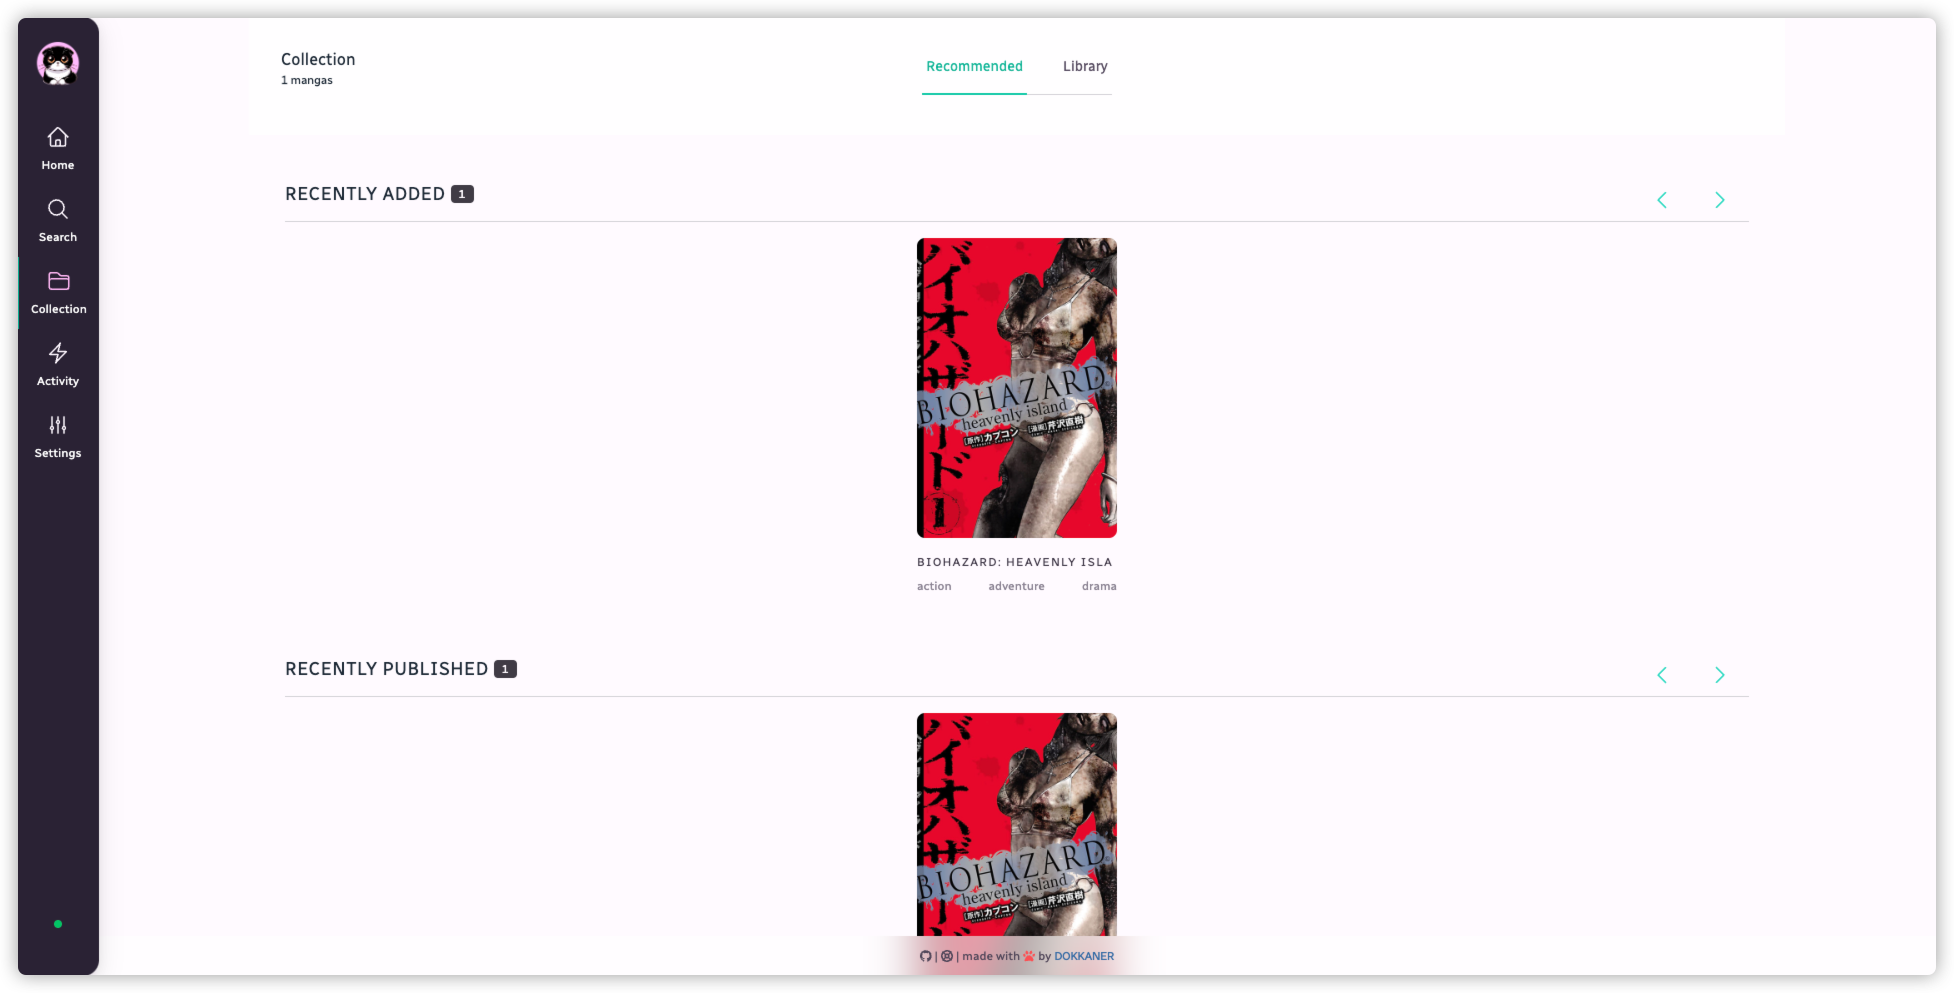 Collection
1 mangas
Recommended
Library
Home
Search
Collection
Activity
Settings
RECENTLY ADDED 1
バイオハザード
BIOHAZARD
heavenly island
[原作]カプコン [漫画]芹沢直樹
1
BIOHAZARD: HEAVENLY ISLA
action adventure drama
RECENTLY PUBLISHED 1
バイオハザード
BIOHAZARD
heavenly island
[原作]カプコン [漫画]芹沢直樹
| | made with by DOKKANER